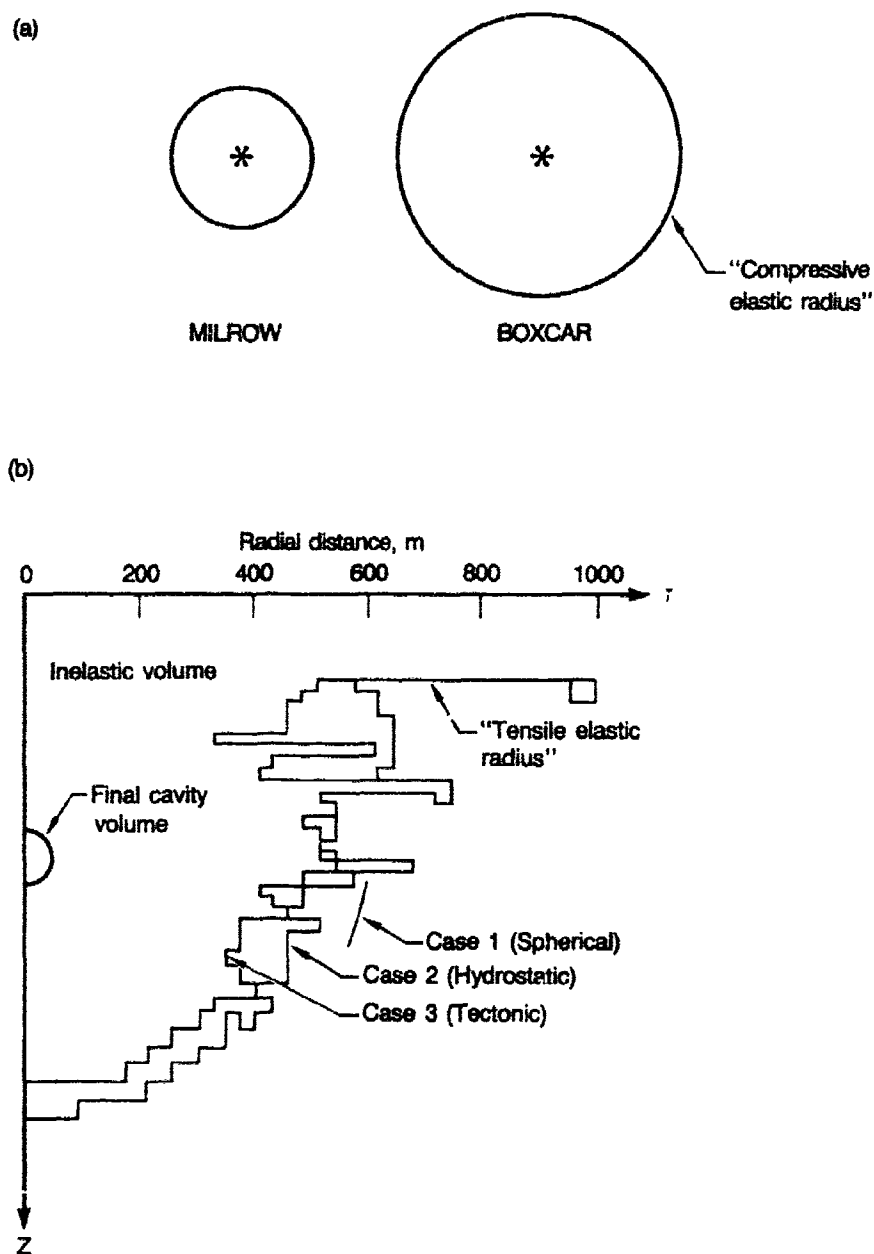 (a)
*
*
"Compressive
elastic radius"
MILROW
BOXCAR
(b)
Radial distance, m
0
200
400
600
800
1000
Inelastic volume
"Tensile elastic
radius"
Final cavity
volume
Case 1 (Spherical)
Case 2 (Hydrostatic)
Case 3 (Tectonic)
Z